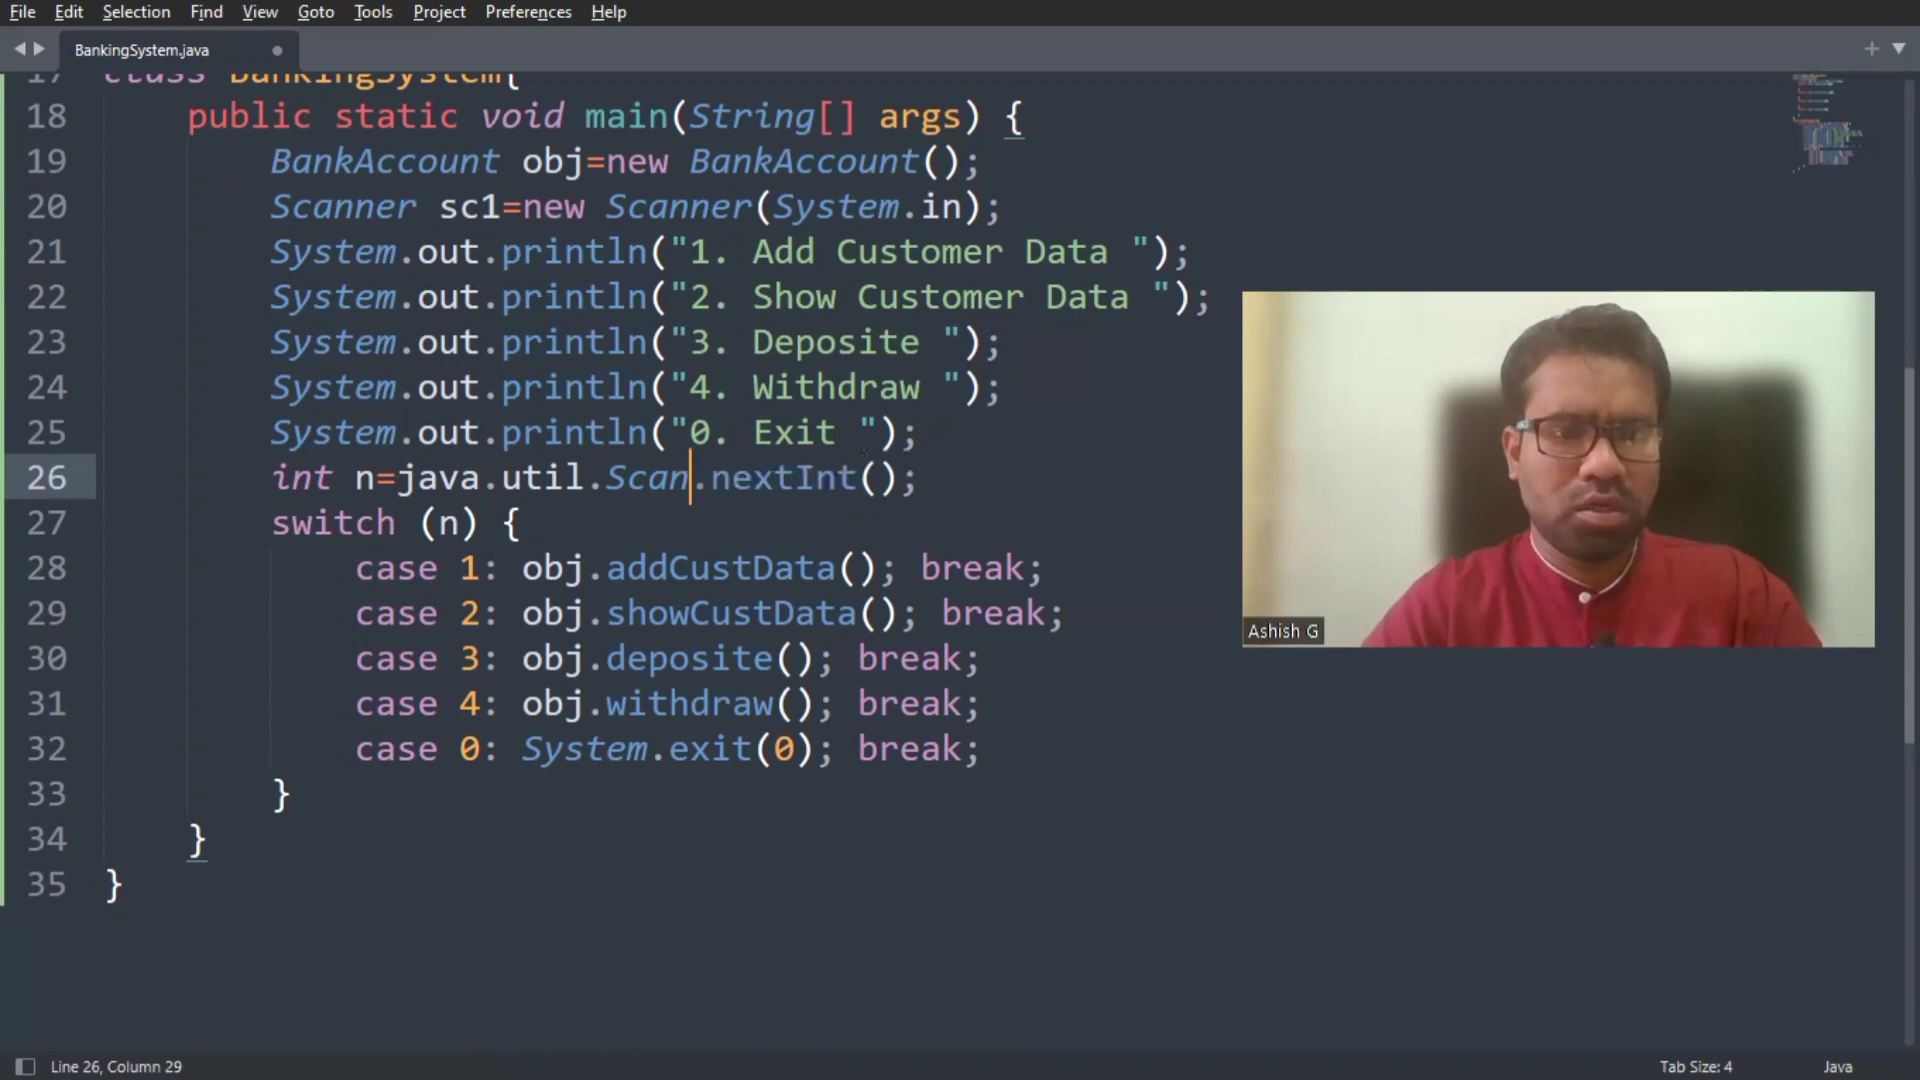 File Edit Selection Find View Goto Tools Project Preferences Help
BankingSystem.java
17 class BankingSystem{
18 public static void main(String[] args) {
19 BankAccount obj=new BankAccount();
20 Scanner sc1=new Scanner(System.in);
21 System.out.println("1. Add Customer Data ");
22 System.out.println("2. Show Customer Data ");
23 System.out.println("3. Deposite ");
24 System.out.println("4. Withdraw ");
25 System.out.println("0. Exit ");
26 int n=java.util.Scan.nextInt();
27 switch (n) {
28 case 1: obj.addCustData(); break;
29 case 2: obj.showCustData(); break;
30 case 3: obj.deposite(); break;
31 case 4: obj.withdraw(); break;
32 case 0: System.exit(0); break;
33 }
34 }
35 }
Ashish G
Line 26, Column 29
Tab Size: 4
Java